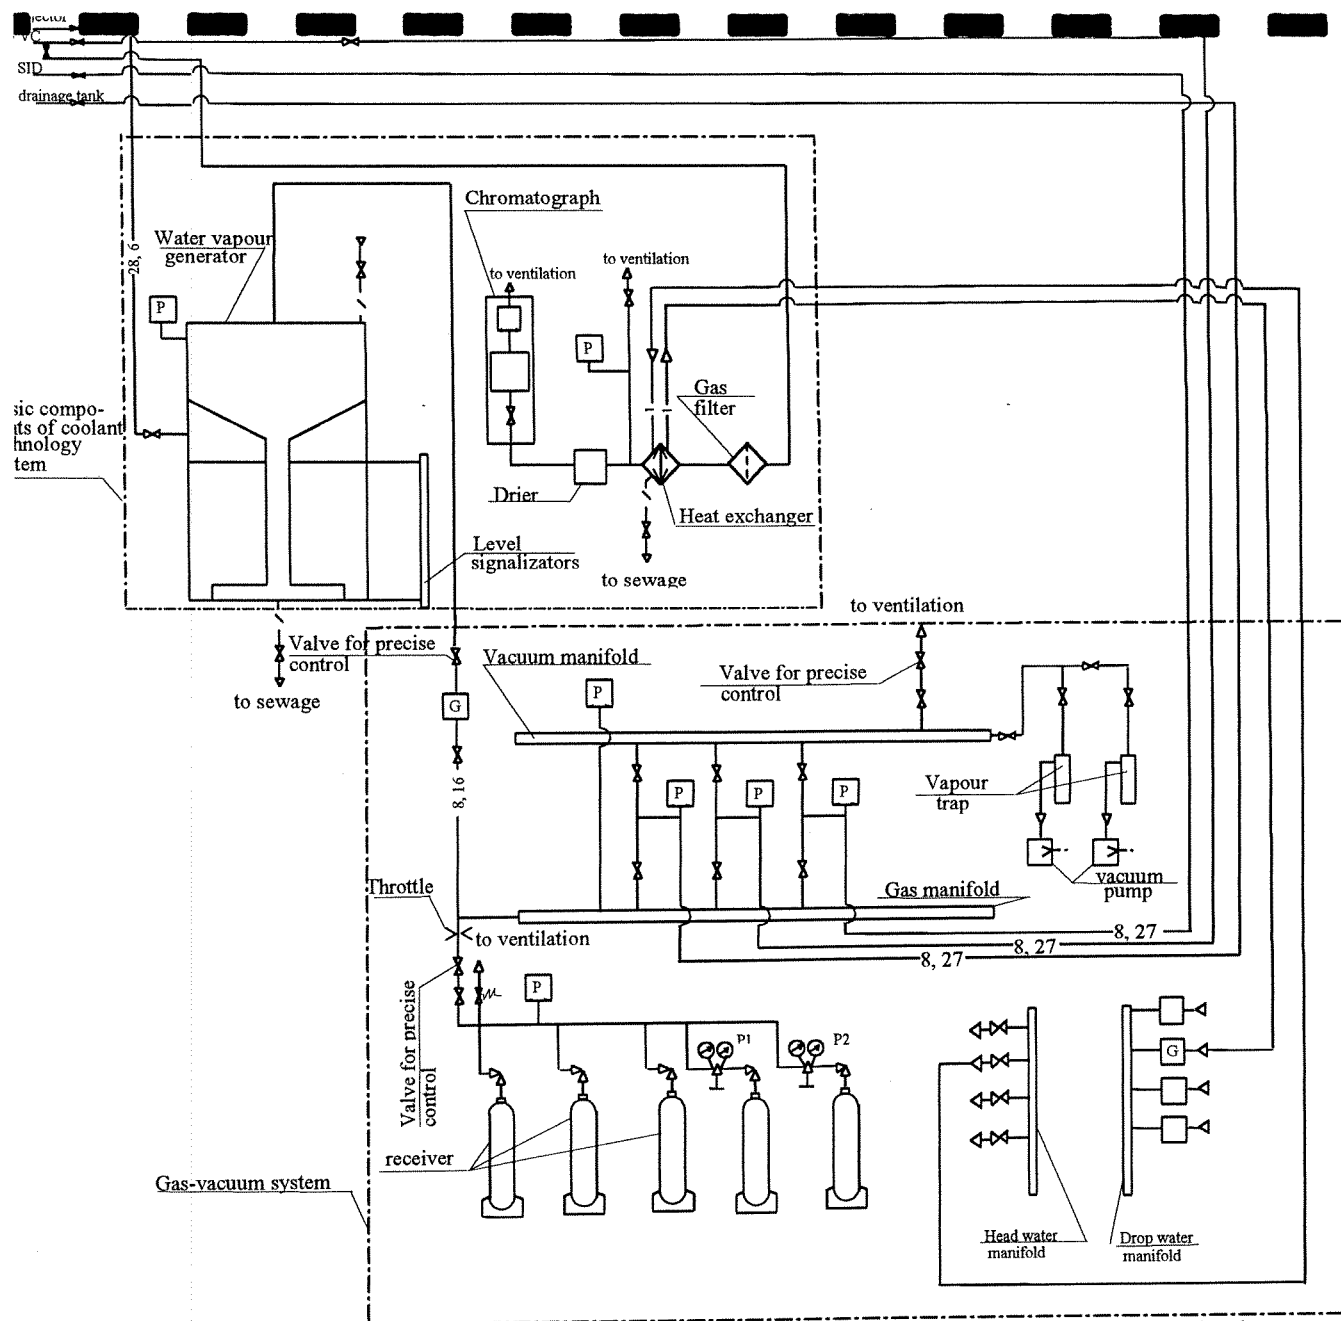 VC
SID
drainage tank
Chromatograph
Water vapour
generator
28, 6
to ventilation
to ventilation
P
P
Gas
filter
sic compo-
ts of coolant
hnology
tem
Drier
Heat exchanger
Level
signalizators
to sewage
to ventilation
Valve for precise
control
Vacuum manifold
Valve for precise
control
to sewage
P
G
8, 16
P
P
P
Vapour
trap
vacuum
pump
Throttle
Gas manifold
to ventilation
8, 27
8, 27
8, 27
Valve for precise
control
P
P1
P2
G
receiver
Gas-vacuum system
Head water
manifold
Drop water
manifold